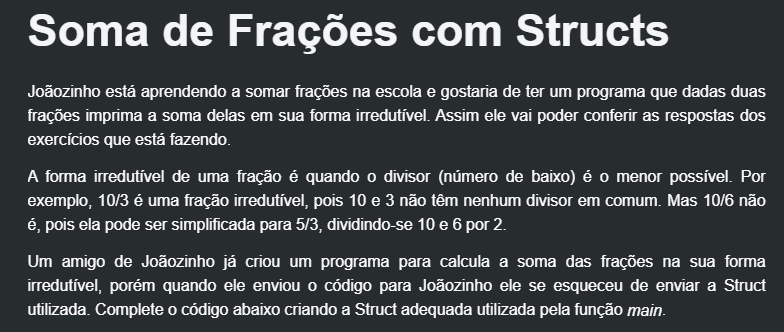 Soma de Frações com Structs
Joãozinho está aprendendo a somar frações na escola e gostaria de ter um programa que dadas duas
frações imprima a soma delas em sua forma irredutível. Assim ele vai poder conferir as respostas dos
exercícios que está fazendo.
A forma irredutível de uma fração é quando o divisor (número de baixo) é o menor possível. Por
exemplo, 10/3 é uma fração irredutível, pois 10 e 3 não têm nenhum divisor em comum. Mas 10/6 não
é, pois ela pode ser simplificada para 5/3, dividindo-se 10 e 6 por 2.
Um amigo de Joãozinho já criou um programa para calcula a soma das frações na sua forma
irredutível, porém quando ele enviou o código para Joãozinho ele se esqueceu de enviar a Struct
utilizada. Complete o código abaixo criando a Struct adequada utilizada pela função main.